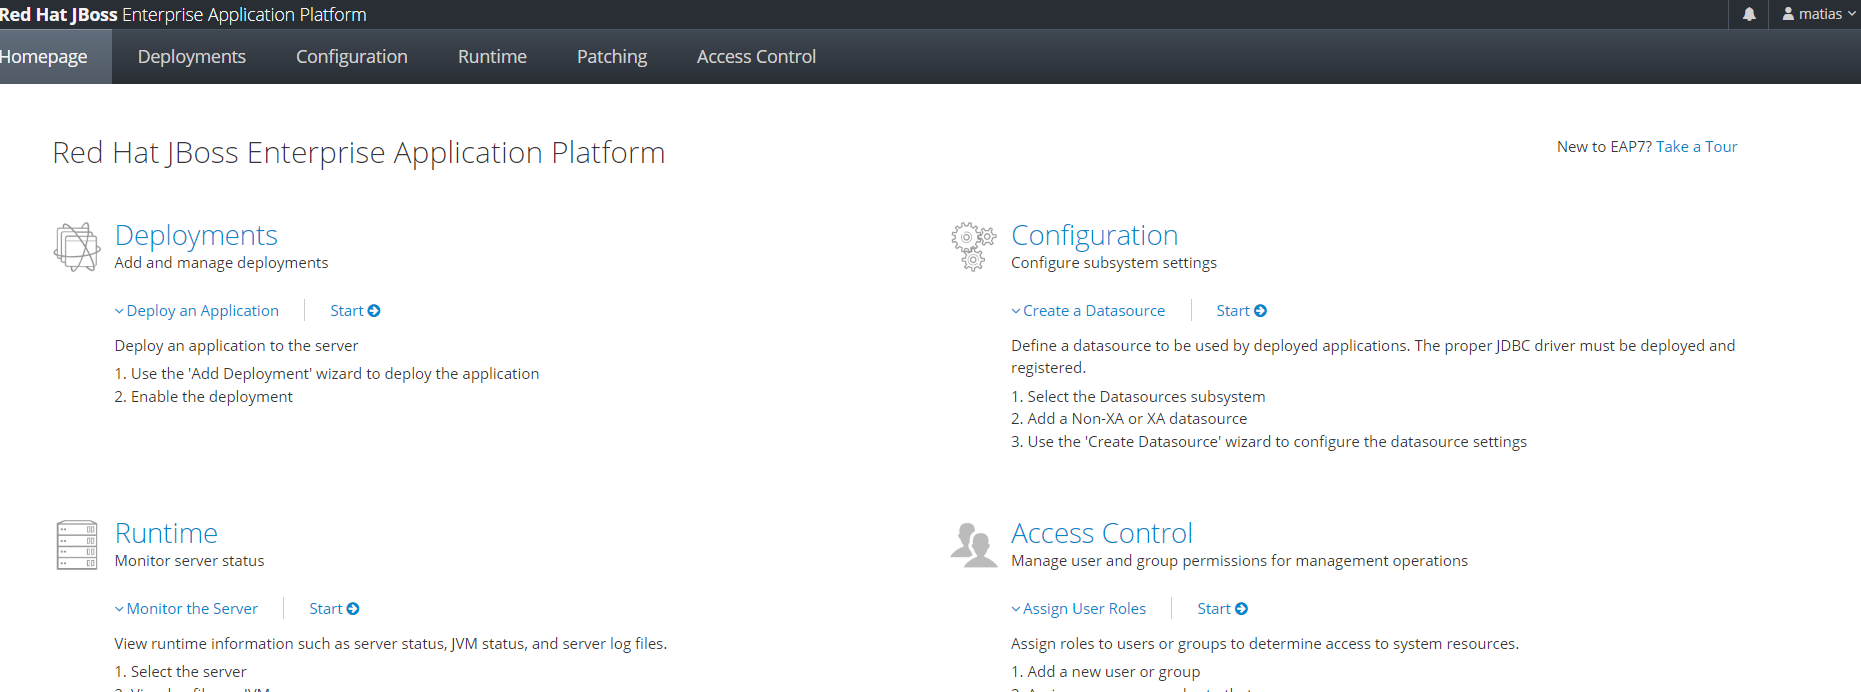 Red Hat JBoss Enterprise Application Platform
matias
Homepage Deployments Configuration Runtime Patching Access Control
Red Hat JBoss Enterprise Application Platform
New to EAP7? Take a Tour
Deployments
Add and manage deployments
Deploy an Application Start
Deploy an application to the server
1. Use the 'Add Deployment' wizard to deploy the application
2. Enable the deployment
Configuration
Configure subsystem settings
Create a Datasource Start
Define a datasource to be used by deployed applications. The proper JDBC driver must be deployed and
registered.
1. Select the Datasources subsystem
2. Add a Non-XA or XA datasource
3. Use the 'Create Datasource' wizard to configure the datasource settings
Runtime
Monitor server status
Monitor the Server Start
View runtime information such as server status, JVM status, and server log files.
1. Select the server
Access Control
Manage user and group permissions for management operations
Assign User Roles Start
Assign roles to users or groups to determine access to system resources.
1. Add a new user or group